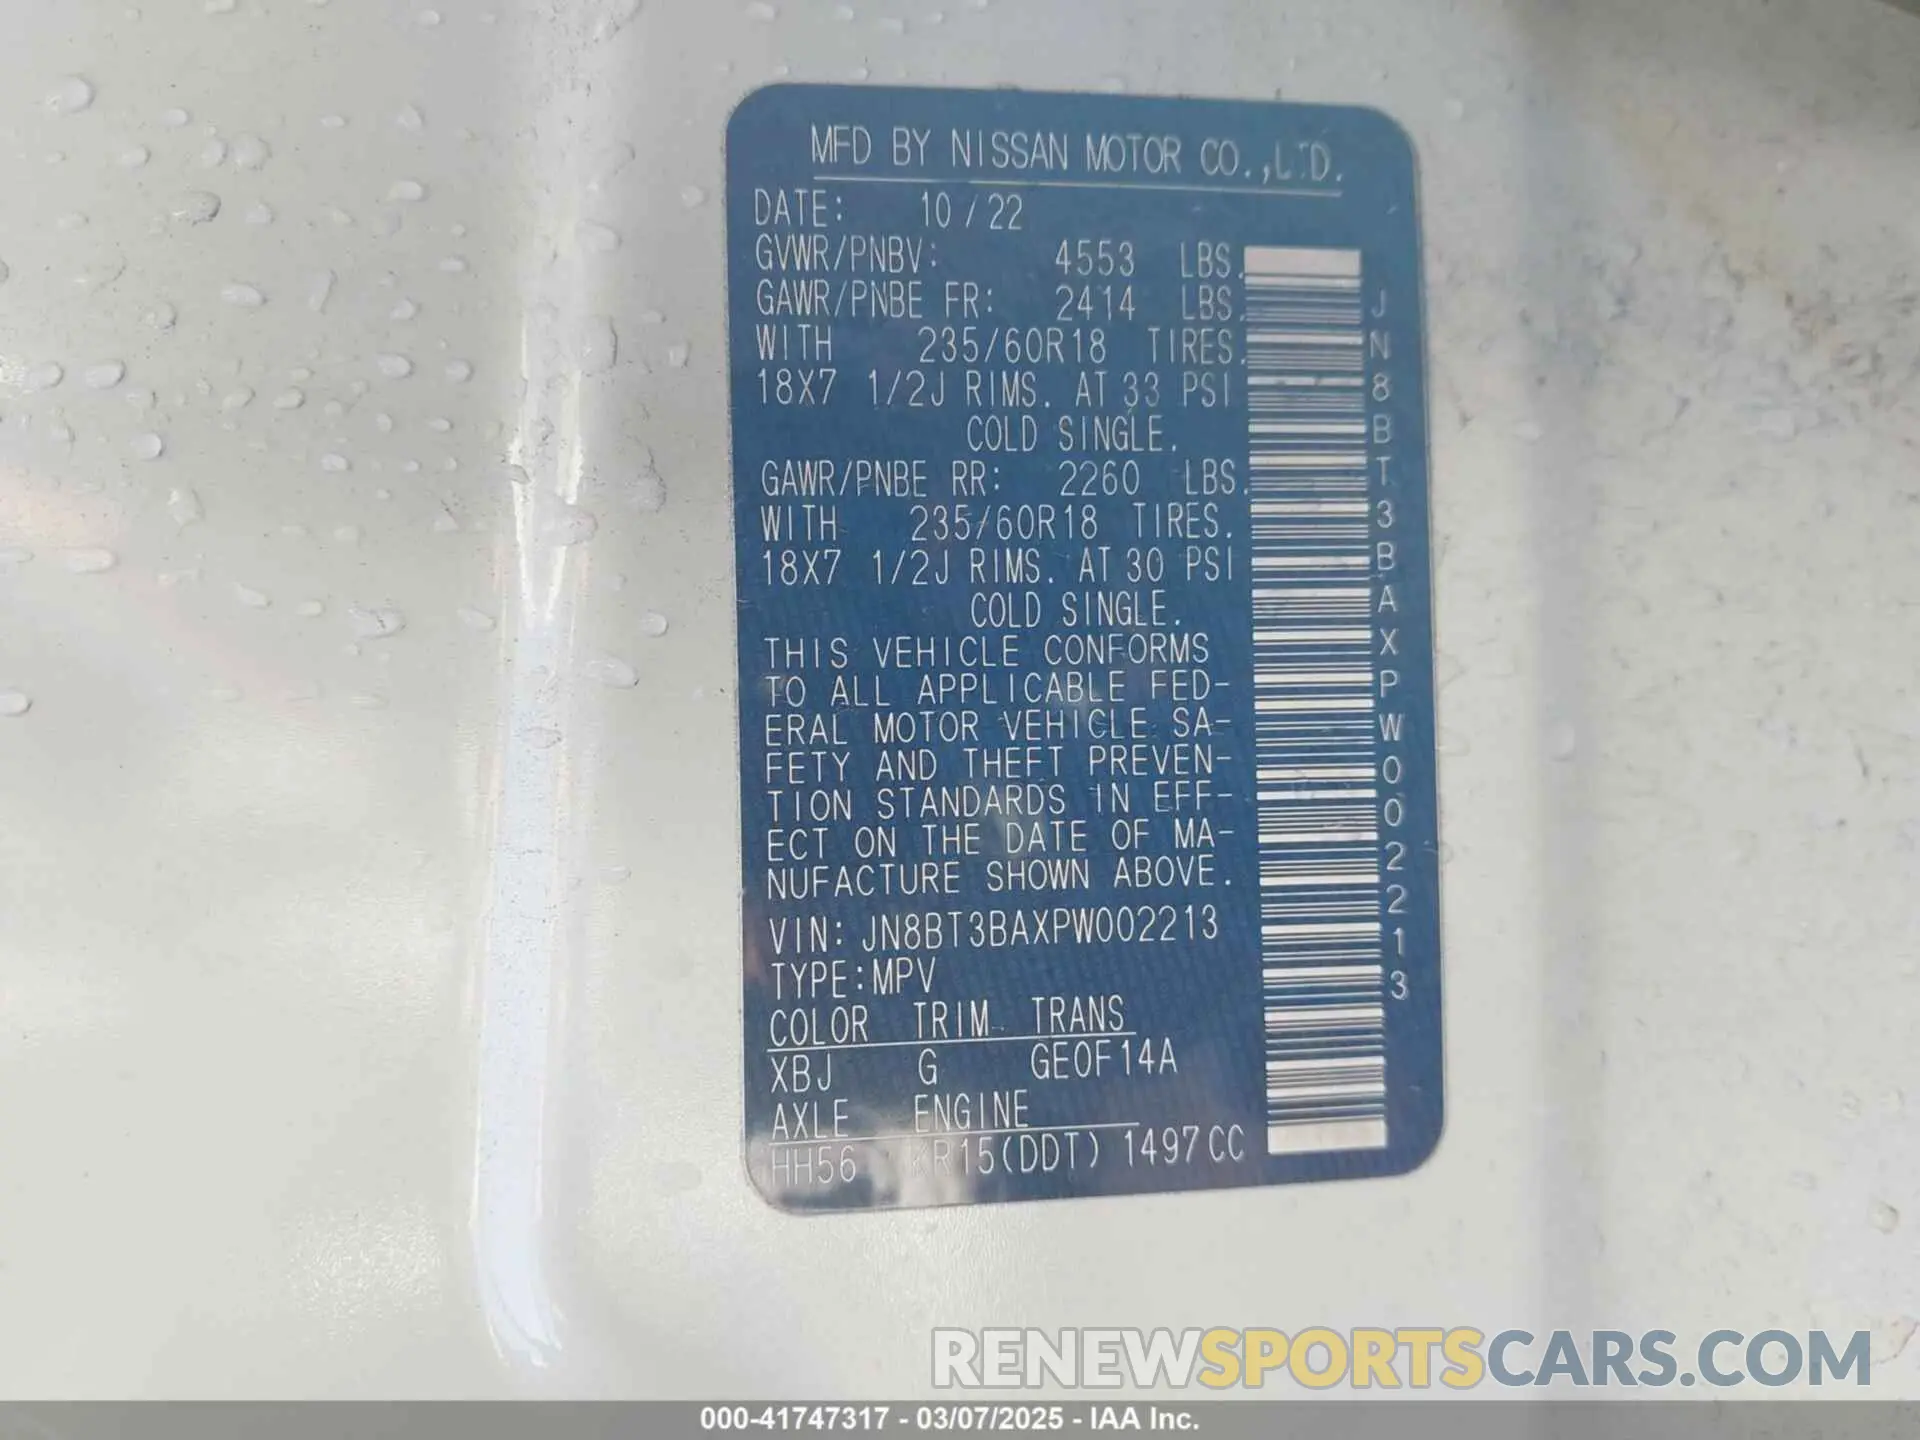 MFD BY NISSAN MOTOR CO.,LTD.
DATE: 10/22
GVWR/PNBV: 4553 LBS.
GAWR/PNBE FR: 2414 LBS.
WITH 235/60R18 TIRES.
18X7 1/2J RIMS. AT 33 PSI
COLD SINGLE.
GAWR/PNBE RR: 2260 LBS.
WITH 235/60R18 TIRES.
18X7 1/2J RIMS. AT 30 PSI
COLD SINGLE.
THIS VEHICLE CONFORMS
TO ALL APPLICABLE FED-
ERAL MOTOR VEHICLE SA-
FETY AND THEFT PREVEN-
TION STANDARDS IN EFF-
ECT ON THE DATE OF MA-
NUFACTURE SHOWN ABOVE.
VIN: JN8BT3BAXPW002213
TYPE:MPV
COLOR TRIM TRANS
XBJ G GE0F14A
AXLE ENGINE
HH56 KR15(DDT) 1497CC
JN8BT3BAXPW002213
RENEWSPORTSCARS.COM
000-41747317 - 03/07/2025 - IAA Inc.